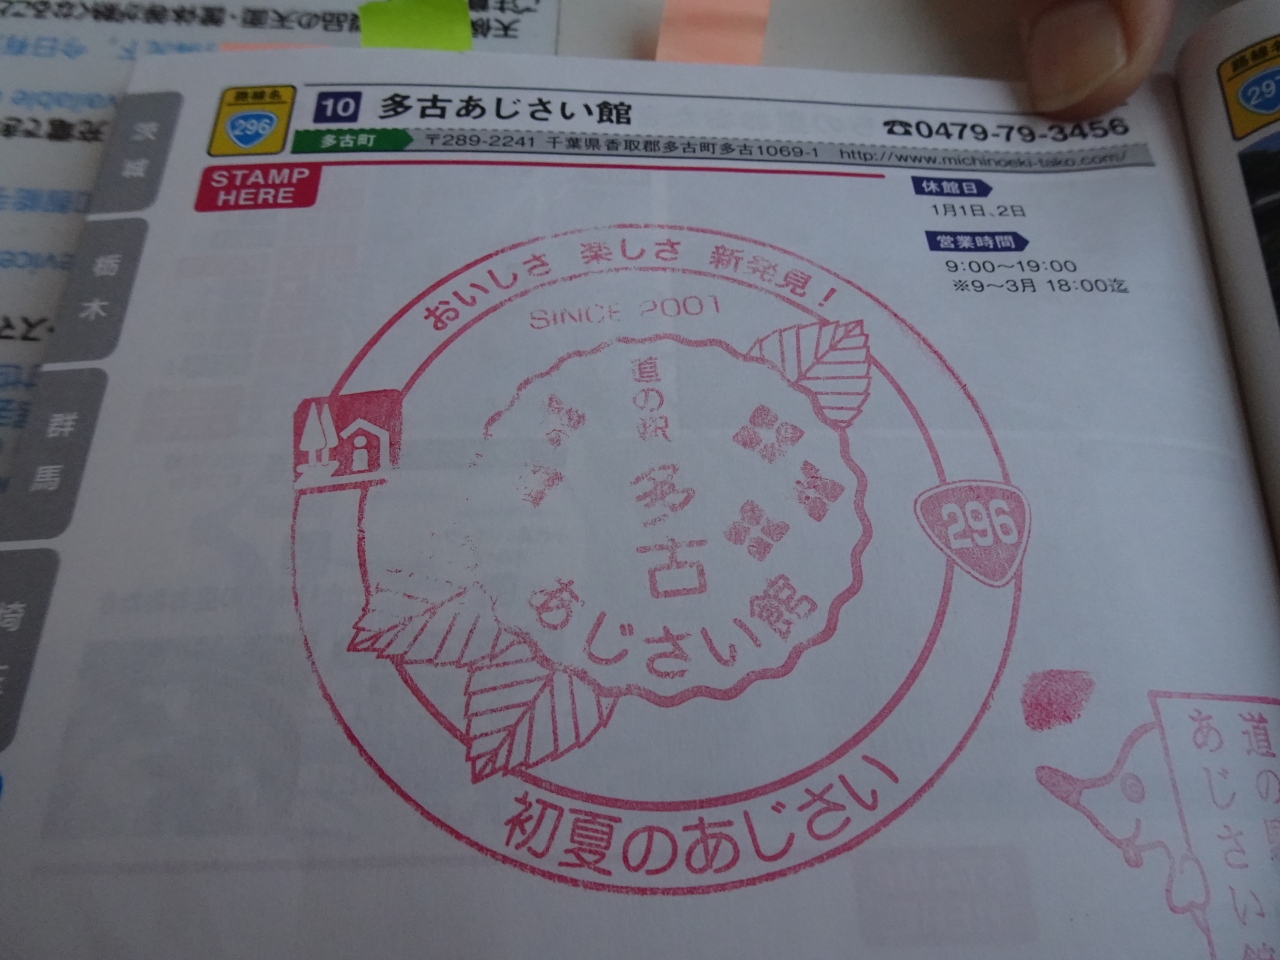 路線名
296
10 多古あじさい館
☎0479-79-3456
多古町
〒289-2241 千葉県香取郡多古町多古1069-1 http://www.michinoeki-tako.com/
STAMP
HERE
休館日
1月1日、2日
営業時間
9:00〜19:00
※9〜3月 18:00迄
おいしさ 楽しさ 新発見!
SINCE 2001
道の駅
多古
あじさい館
296
初夏のあじさい
道の駅
あじさい館
茨城
栃木
群馬
路線名